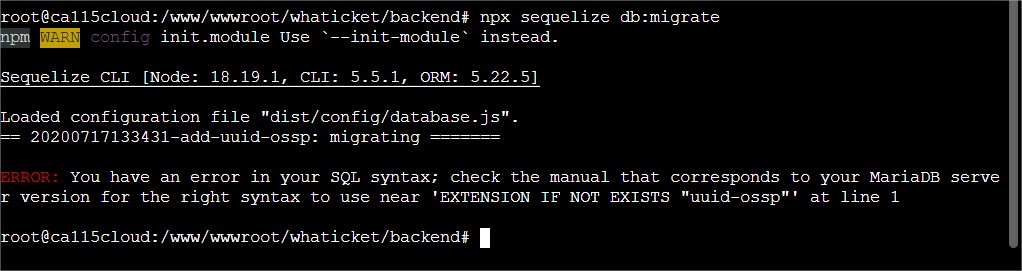 root@ca115cloud:/www/wwwroot/whaticket/backend# npx sequelize db:migrate
npm WARN config init.module Use `--init-module` instead.
Sequelize CLI [Node: 18.19.1, CLI: 5.5.1, ORM: 5.22.5]
Loaded configuration file "dist/config/database.js".
== 20200717133431-add-uuid-ossp: migrating =======
ERROR: You have an error in your SQL syntax; check the manual that corresponds to your MariaDB serve
r version for the right syntax to use near 'EXTENSION IF NOT EXISTS "uuid-ossp"' at line 1
root@ca115cloud:/www/wwwroot/whaticket/backend#